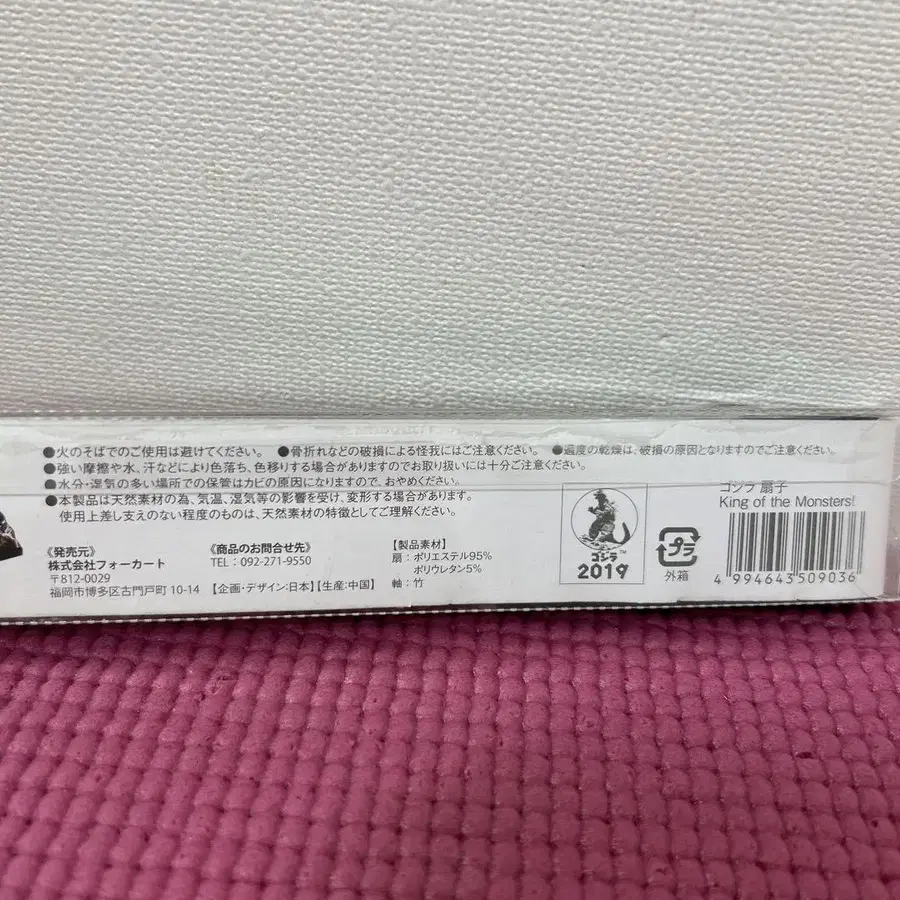 ●火のそばでのご使用は避けてください。 ●骨折れなどの破損による怪我にはご注意ください。 ●過度の乾燥は、破損の原因となりますのでご注意ください。
●強い摩擦や水、汗などにより色落ち、色移りする場合がありますのでお取り扱いには十分ご注意ください。
●水分・湿気の多い場所での保管はカビの原因になりますので、おやめください。
●本製品は天然素材の為、気温、湿気等の影響を受け、変形する場合があります。
使用上差し支えのない程度のものは、天然素材の特徴としてご理解ください。
《発売元》
株式会社フォーカート
〒812-0029
福岡市博多区古門戸町 10-14
《商品のお問合せ先》
TEL：092-271-9550
【企画・デザイン:日本】【生産:中国】
【製品素材】
扇：ポリエステル95%
ポリウレタン5%
軸：竹
ゴジラ™
2019
プラ
外箱
ゴジラ 扇子
King of the Monsters!
4 994643 509036